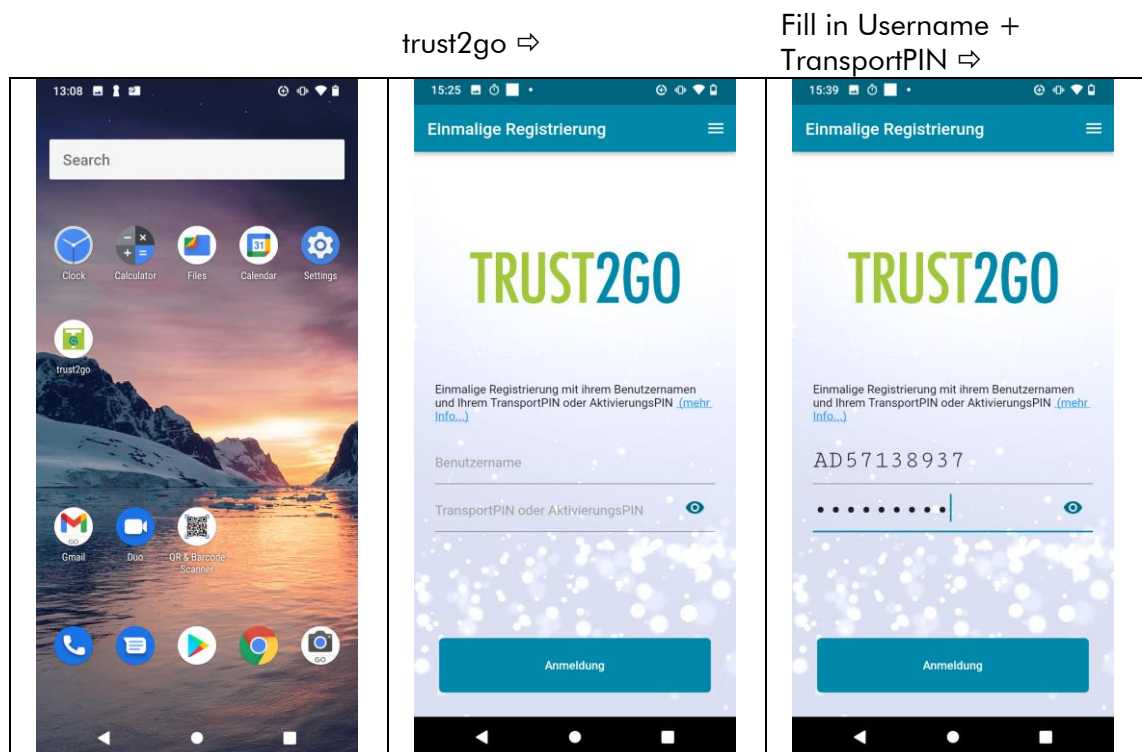 trust2go ⇨
Fill in Username +
TransportPIN ⇨
13:08
Search
31
Clock
Calculator
Files
Calendar
Settings
trust2go
GO
Gmail
Duo
QR & Barcode
Scanner
GO
15:25
Einmalige Registrierung
TRUST2GO
Einmalige Registrierung mit ihrem Benutzernamen
und Ihrem TransportPIN oder AktivierungsPIN (mehr
Info...)
Benutzername
TransportPIN oder AktivierungsPIN
Anmeldung
15:39
Einmalige Registrierung
TRUST2GO
Einmalige Registrierung mit ihrem Benutzernamen
und Ihrem TransportPIN oder AktivierungsPIN (mehr
Info...)
AD57138937
•••••••••
Anmeldung